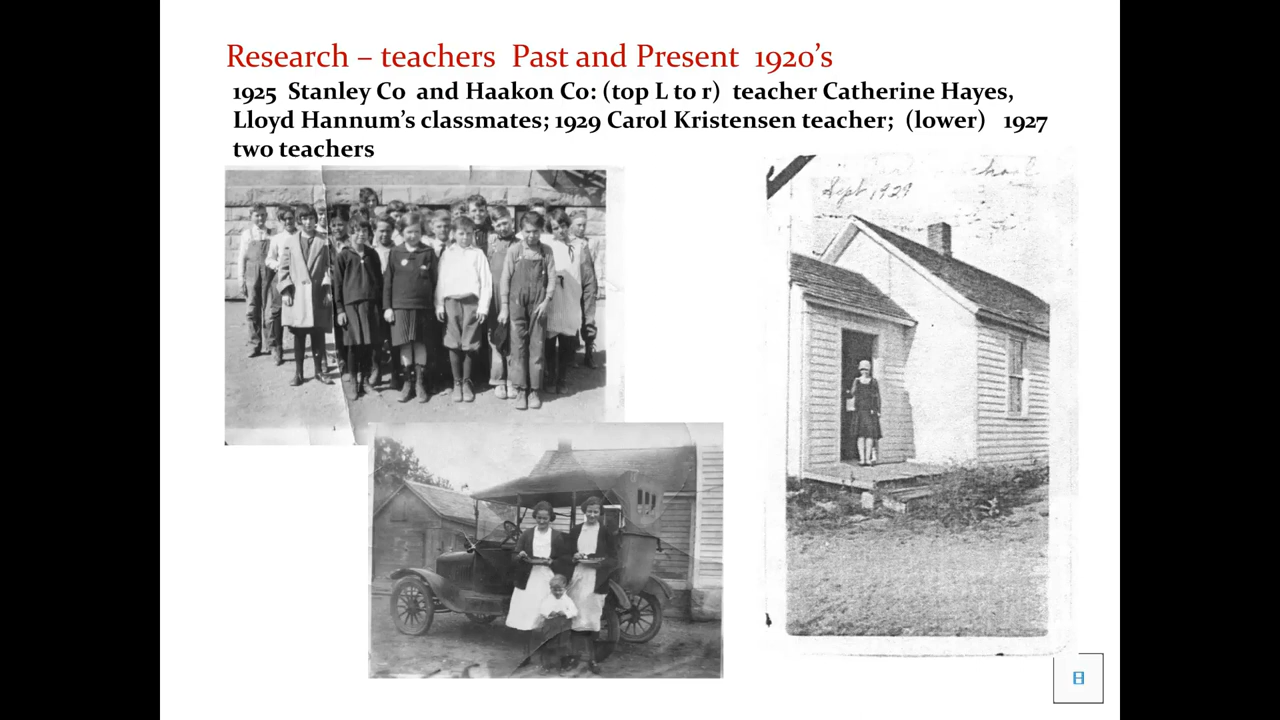 Research – teachers Past and Present 1920's
1925 Stanley Co and Haakon Co: (top L to r) teacher Catherine Hayes,
Lloyd Hannum's classmates; 1929 Carol Kristensen teacher; (lower) 1927
two teachers
Sept 1929